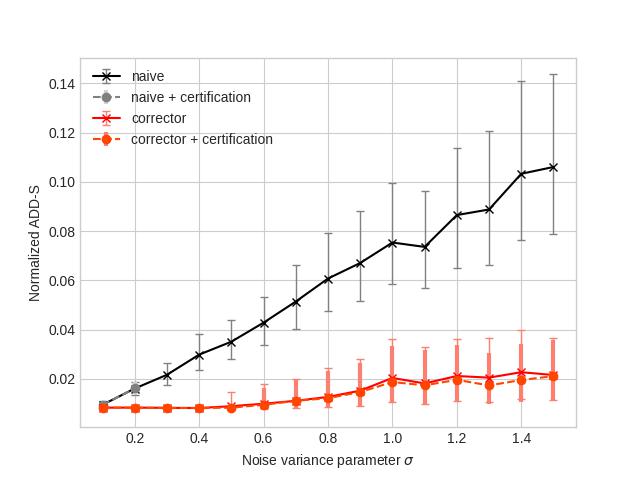 naive
naive + certification
corrector
corrector + certification
Normalized ADD-S
0.14
0.12
0.10
0.08
0.06
0.04
0.02
0.2 0.4 0.6 0.8 1.0 1.2 1.4
Noise variance parameter σ